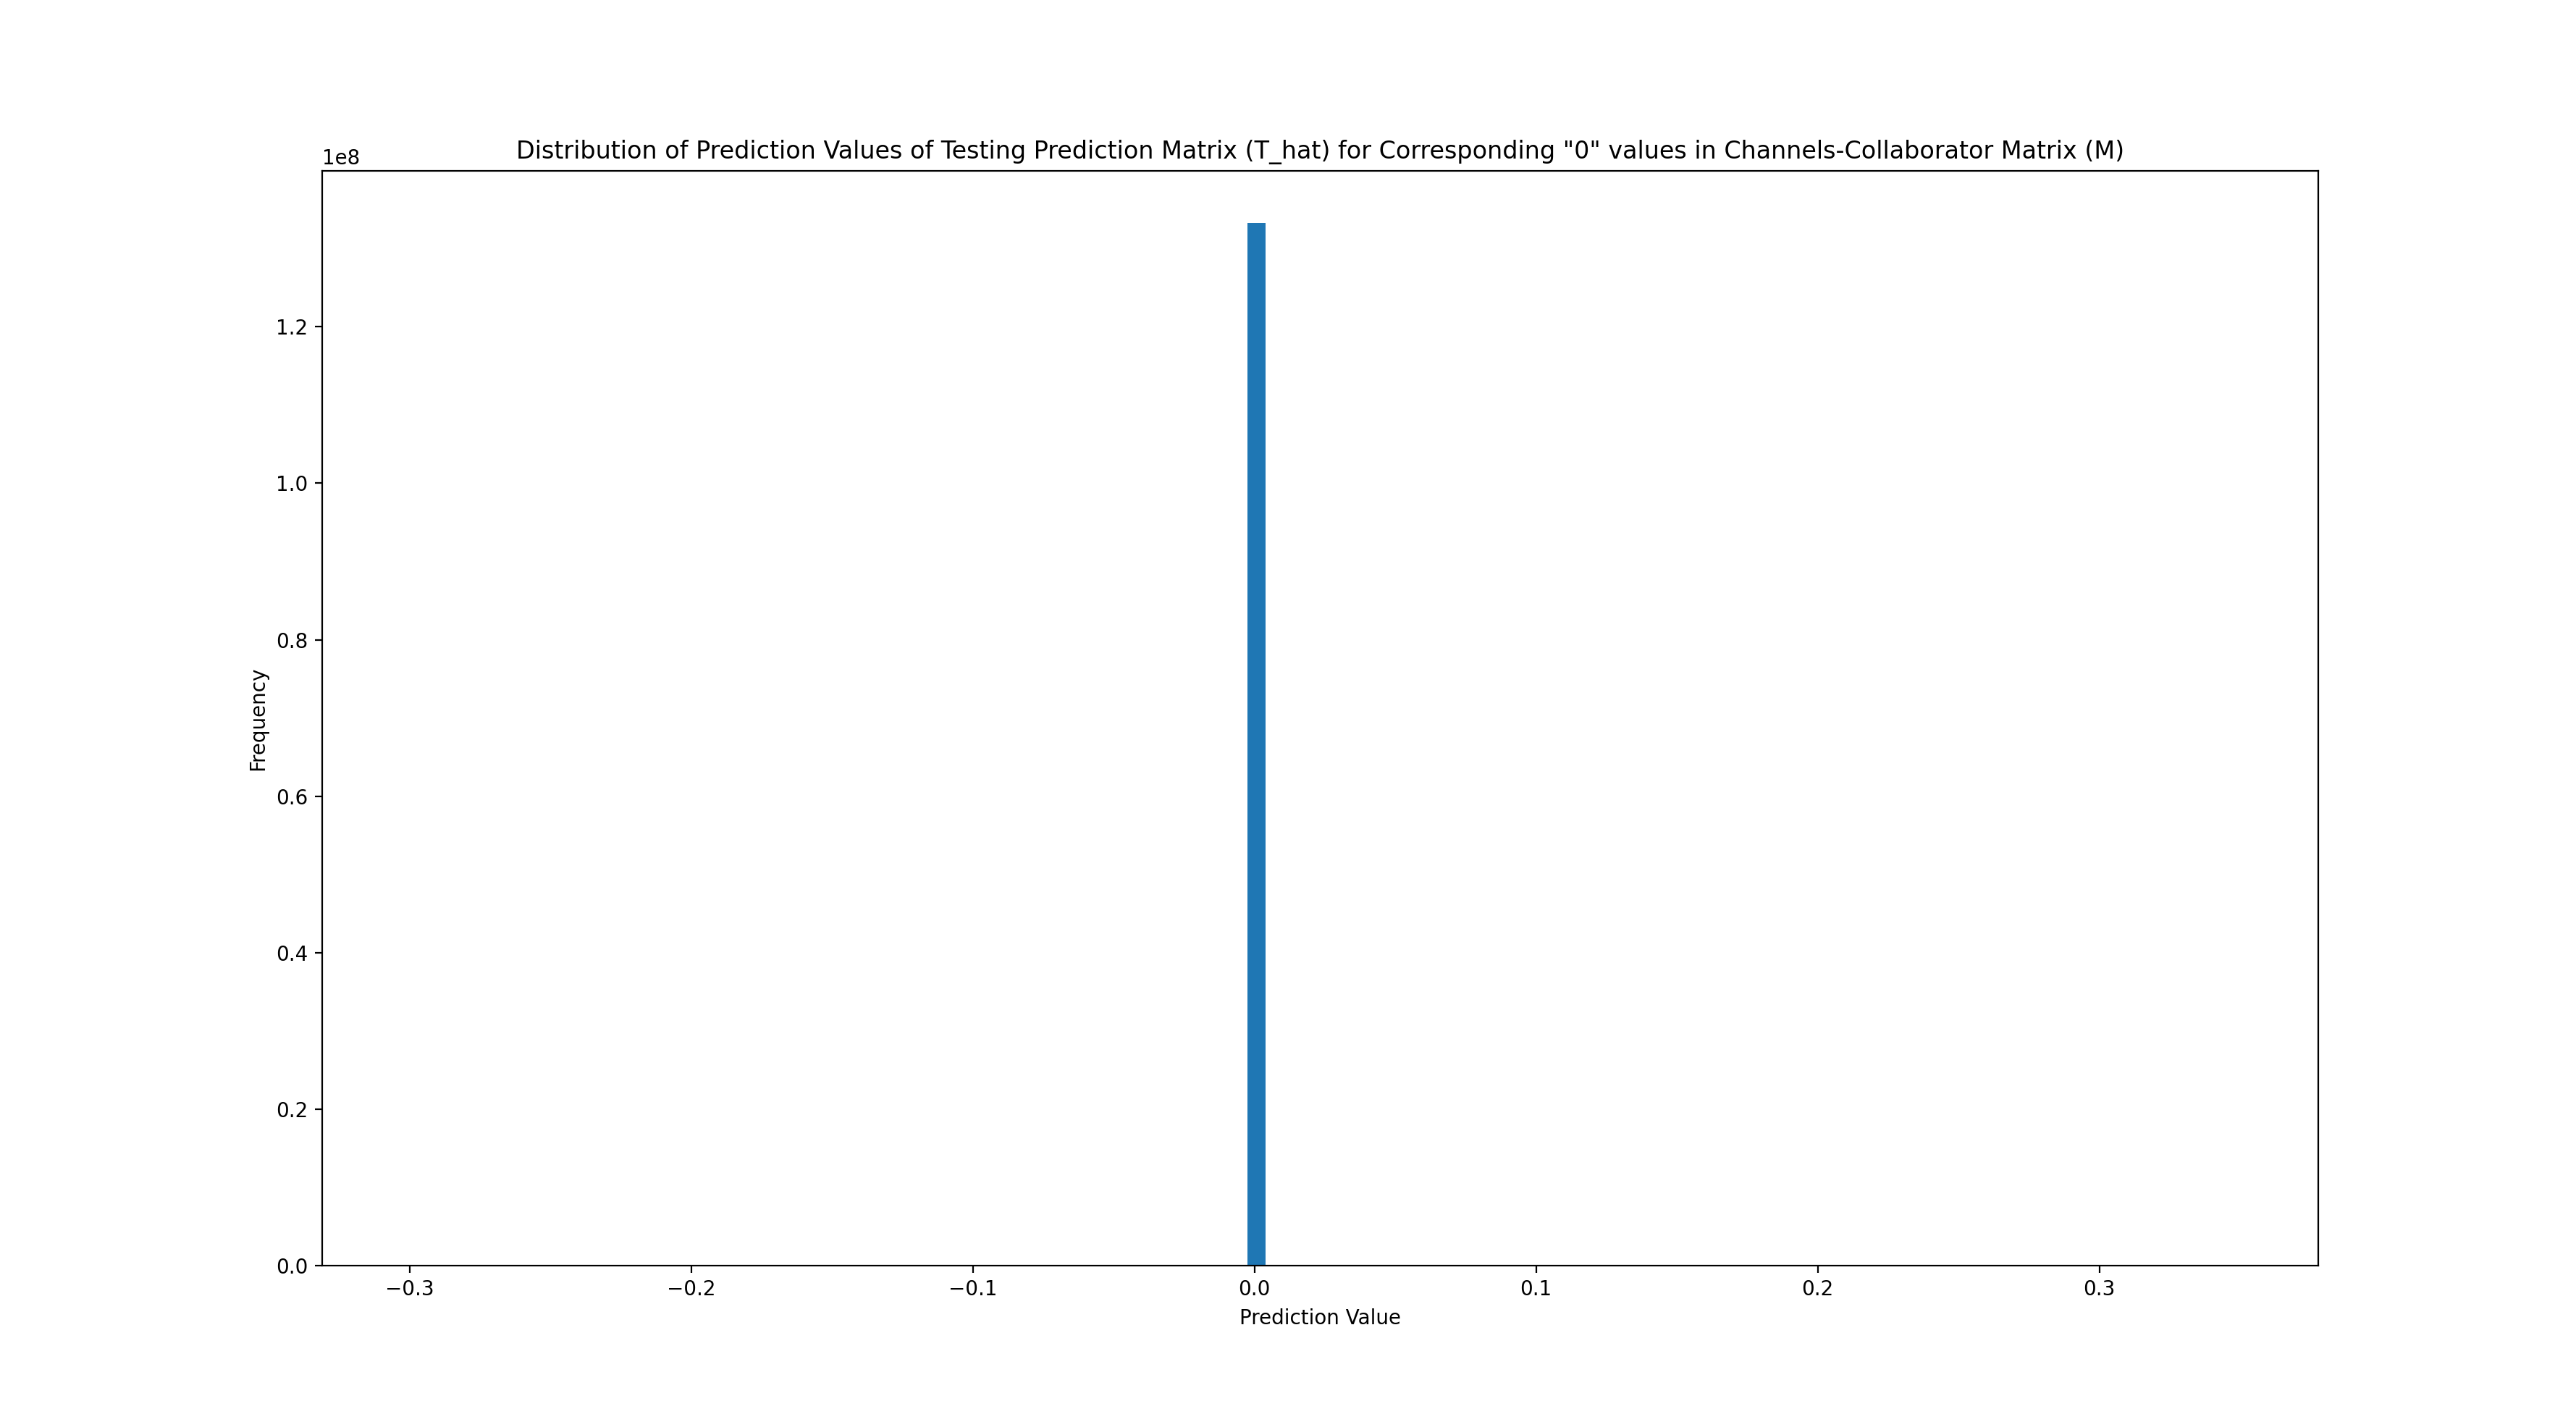 Distribution of Prediction Values of Testing Prediction Matrix (T_hat) for Corresponding "0" values in Channels-Collaborator Matrix (M)
1e8
1.2
1.0
0.8
0.6
0.4
0.2
0.0
Frequency
−0.3 −0.2 −0.1 0.0 0.1 0.2 0.3
Prediction Value